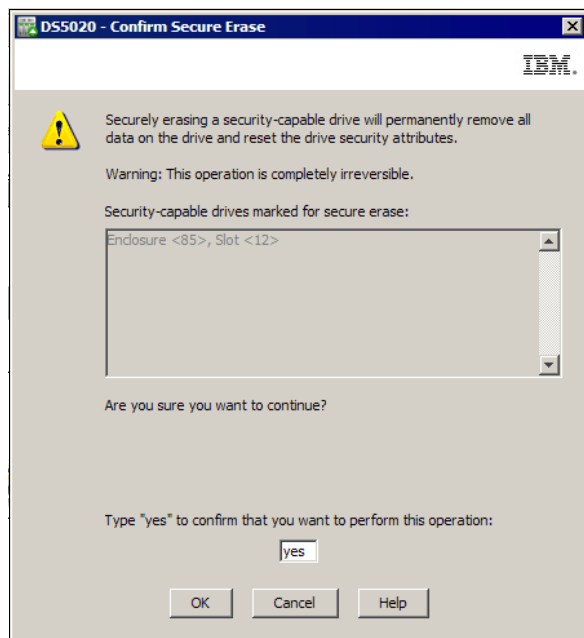 DS5020 - Confirm Secure Erase
IBM.
Securely erasing a security-capable drive will permanently remove all
data on the drive and reset the drive security attributes.
Warning: This operation is completely irreversible.
Security-capable drives marked for secure erase:
Enclosure <85>, Slot <12>
Are you sure you want to continue?
Type "yes" to confirm that you want to perform this operation:
yes
OK Cancel Help